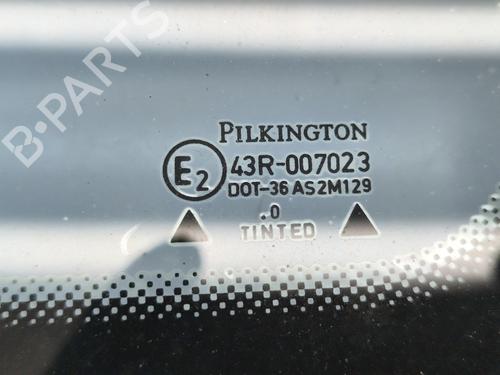 B-PARTS
PILKINGTON
E2 43R-007023
DOT-36 AS2M129
.0
TINTED